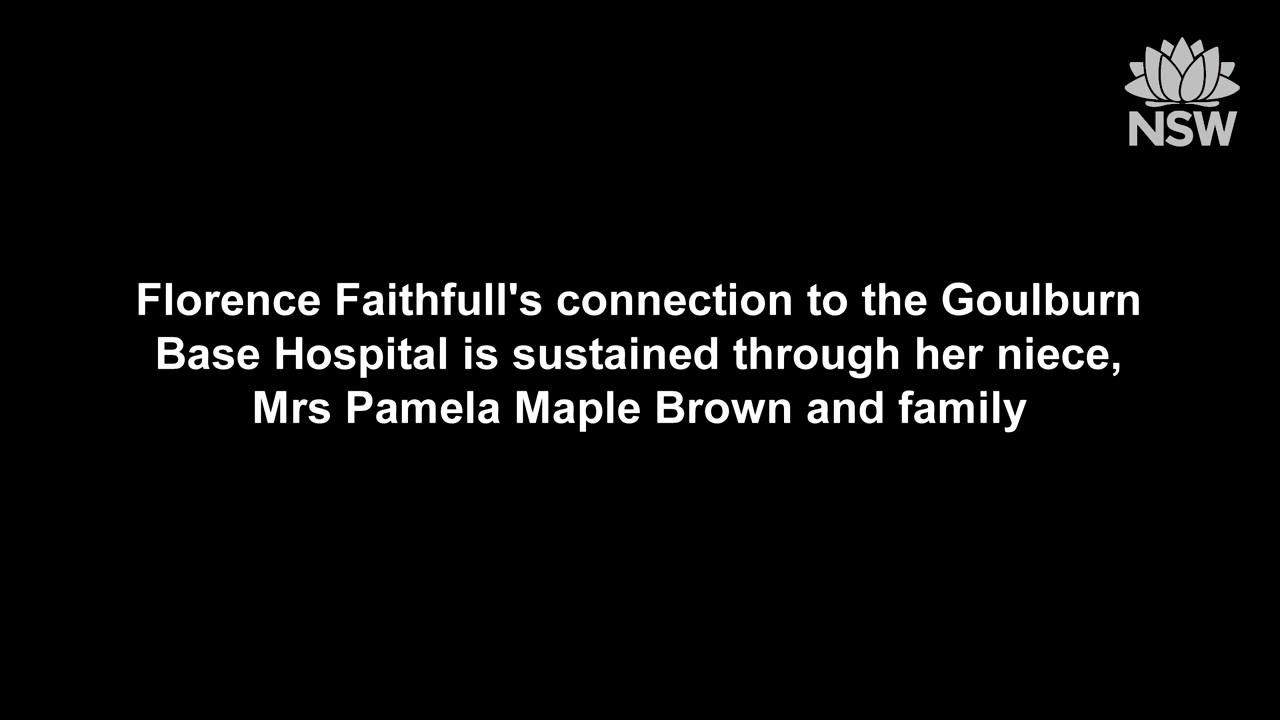 NSW
Florence Faithfull's connection to the Goulburn
Base Hospital is sustained through her niece,
Mrs Pamela Maple Brown and family